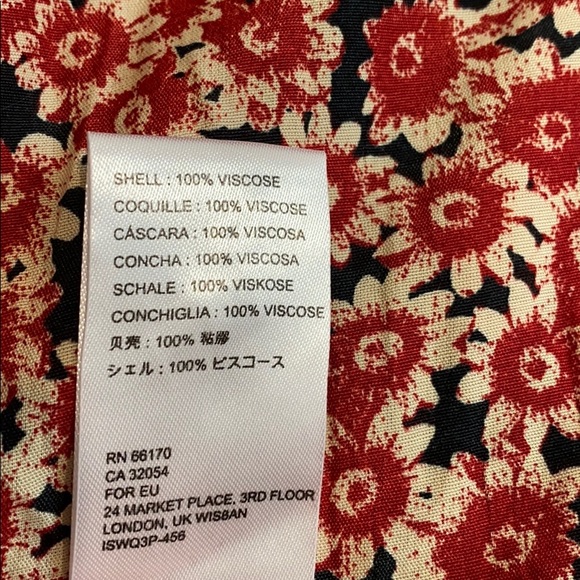 SHELL : 100% VISCOSE
COQUILLE : 100% VISCOSE
CÁSCARA : 100% VISCOSA
CONCHA : 100% VISCOSA
SCHALE : 100% VISKOSE
CONCHIGLIA : 100% VISCOSE
贝壳 : 100% 粘膠
シェル : 100% ビスコース
RN 66170
CA 32054
FOR EU
24 MARKET PLACE, 3RD FLOOR
LONDON, UK WIS8AN
ISWQ3P-456